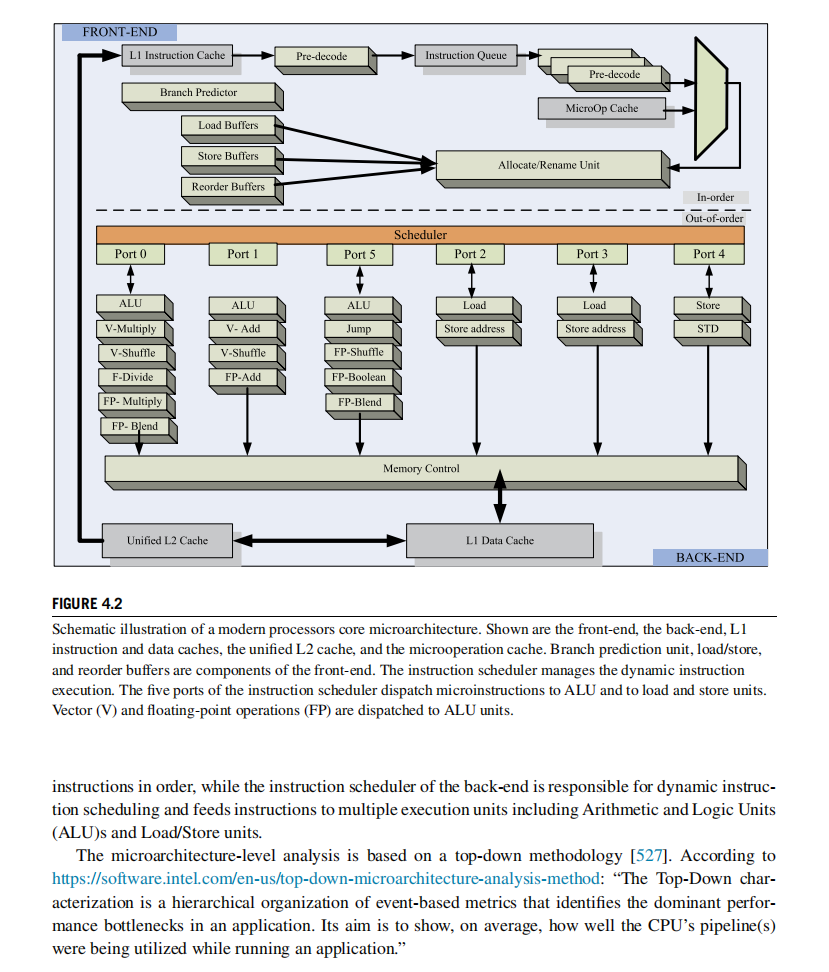 FRONT-END
L1 Instruction Cache
Pre-decode
Instruction Queue
Pre-decode
Branch Predictor
MicroOp Cache
Load Buffers
Store Buffers
Allocate/Rename Unit
Reorder Buffers
In-order
Out-of-order
Scheduler
Port 0 Port 1 Port 5 Port 2 Port 3 Port 4
ALU ALU ALU Load Load Store
V-Multiply V- Add Jump Store address Store address STD
V-Shuffle V-Shuffle FP-Shuffle
F-Divide FP-Add FP-Boolean
FP- Multiply FP-Blend
FP- Blend
Memory Control
Unified L2 Cache L1 Data Cache
BACK-END
FIGURE 4.2
Schematic illustration of a modern processors core microarchitecture. Shown are the front-end, the back-end, L1
instruction and data caches, the unified L2 cache, and the microoperation cache. Branch prediction unit, load/store,
and reorder buffers are components of the front-end. The instruction scheduler manages the dynamic instruction
execution. The five ports of the instruction scheduler dispatch microinstructions to ALU and to load and store units.
Vector (V) and floating-point operations (FP) are dispatched to ALU units.
instructions in order, while the instruction scheduler of the back-end is responsible for dynamic instruc-
tion scheduling and feeds instructions to multiple execution units including Arithmetic and Logic Units
(ALU)s and Load/Store units.
The microarchitecture-level analysis is based on a top-down methodology [527]. According to
https://software.intel.com/en-us/top-down-microarchitecture-analysis-method: “The Top-Down char-
acterization is a hierarchical organization of event-based metrics that identifies the dominant perfor-
mance bottlenecks in an application. Its aim is to show, on average, how well the CPU’s pipeline(s)
were being utilized while running an application.”